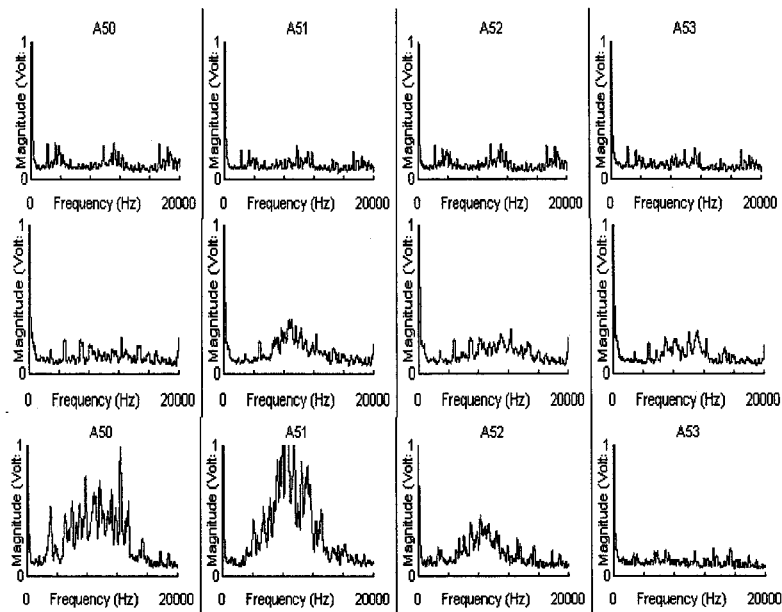 A50 A51 A52 A53
1 1 1 1
Magnitude (Volt: Magnitude (Volt: Magnitude (Volt: Magnitude (Volt:
0 0 0 0
0 Frequency (Hz) 20000 0 Frequency (Hz) 20000 0 Frequency (Hz) 20000 0 Frequency (Hz) 20000
1 1 1 1
Magnitude (Volt: Magnitude (Volt: Magnitude (Volt: Magnitude (Volt:
0 0 0 0
0 Frequency (Hz) 20000 0 Frequency (Hz) 20000 0 Frequency (Hz) 20000 0 Frequency (Hz) 20000
A50 A51 A52 A53
1 1 1 1
Magnitude (Volt: Magnitude (Volt: Magnitude (Volt: Magnitude (Volt:
0 0 0 0
0 Frequency (Hz) 20000 0 Frequency (Hz) 20000 0 Frequency (Hz) 20000 0 Frequency (Hz) 20000